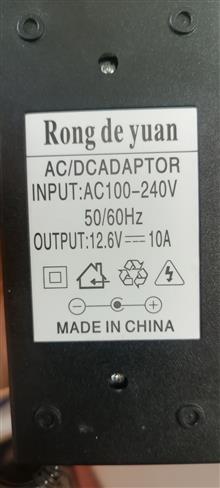 Rong de yuan
AC/DCADAPTOR
INPUT:AC100-240V
50/60Hz
OUTPUT:12.6V⎓10A
MADE IN CHINA